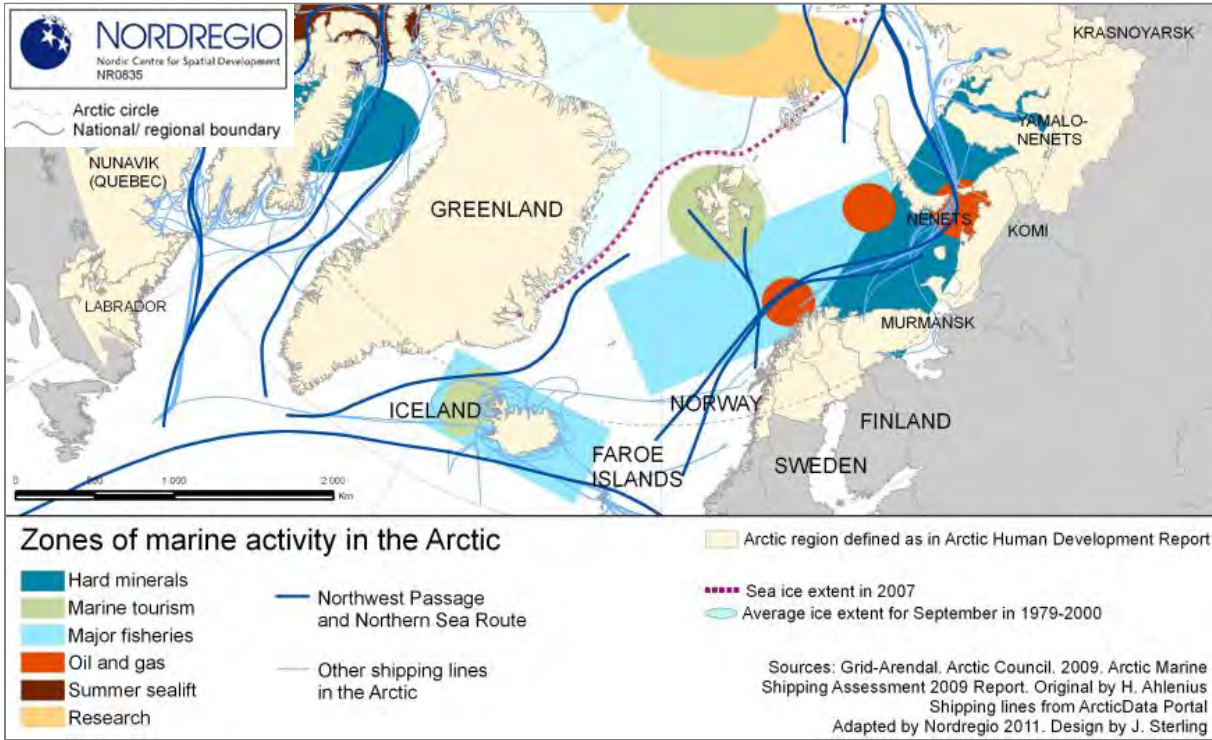 NORDREGIO
Nordic Centre for Spatial Development
NR0835
Arctic circle
National/ regional boundary
KRASNOYARSK
YAMALO-
NENETS
NUNAVIK
(QUEBEC)
GREENLAND
NENETS
KOMI
LABRADOR
MURMANSK
ICELAND
NORWAY
FINLAND
FAROE
ISLANDS
SWEDEN
0 500 1 000 2 000
Km
Zones of marine activity in the Arctic
Hard minerals
Marine tourism
Major fisheries
Oil and gas
Summer sealift
Research
Northwest Passage
and Northern Sea Route
Other shipping lines
in the Arctic
Arctic region defined as in Arctic Human Development Report
Sea ice extent in 2007
Average ice extent for September in 1979-2000
Sources: Grid-Arendal. Arctic Council. 2009. Arctic Marine
Shipping Assessment 2009 Report. Original by H. Ahlenius
Shipping lines from ArcticData Portal
Adapted by Nordregio 2011. Design by J. Sterling